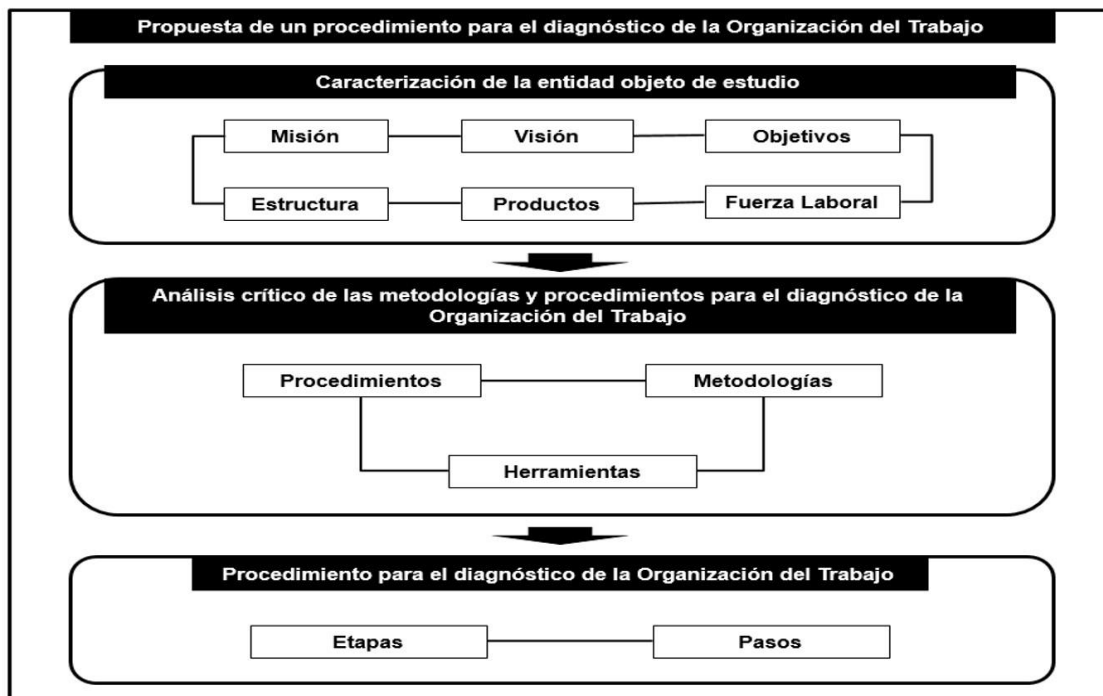 Propuesta de un procedimiento para el diagnóstico de la Organización del Trabajo
Caracterización de la entidad objeto de estudio
Misión
Visión
Objetivos
Estructura
Productos
Fuerza Laboral
Análisis crítico de las metodologías y procedimientos para el diagnóstico de la
Organización del Trabajo
Procedimientos
Metodologías
Herramientas
Procedimiento para el diagnóstico de la Organización del Trabajo
Etapas
Pasos